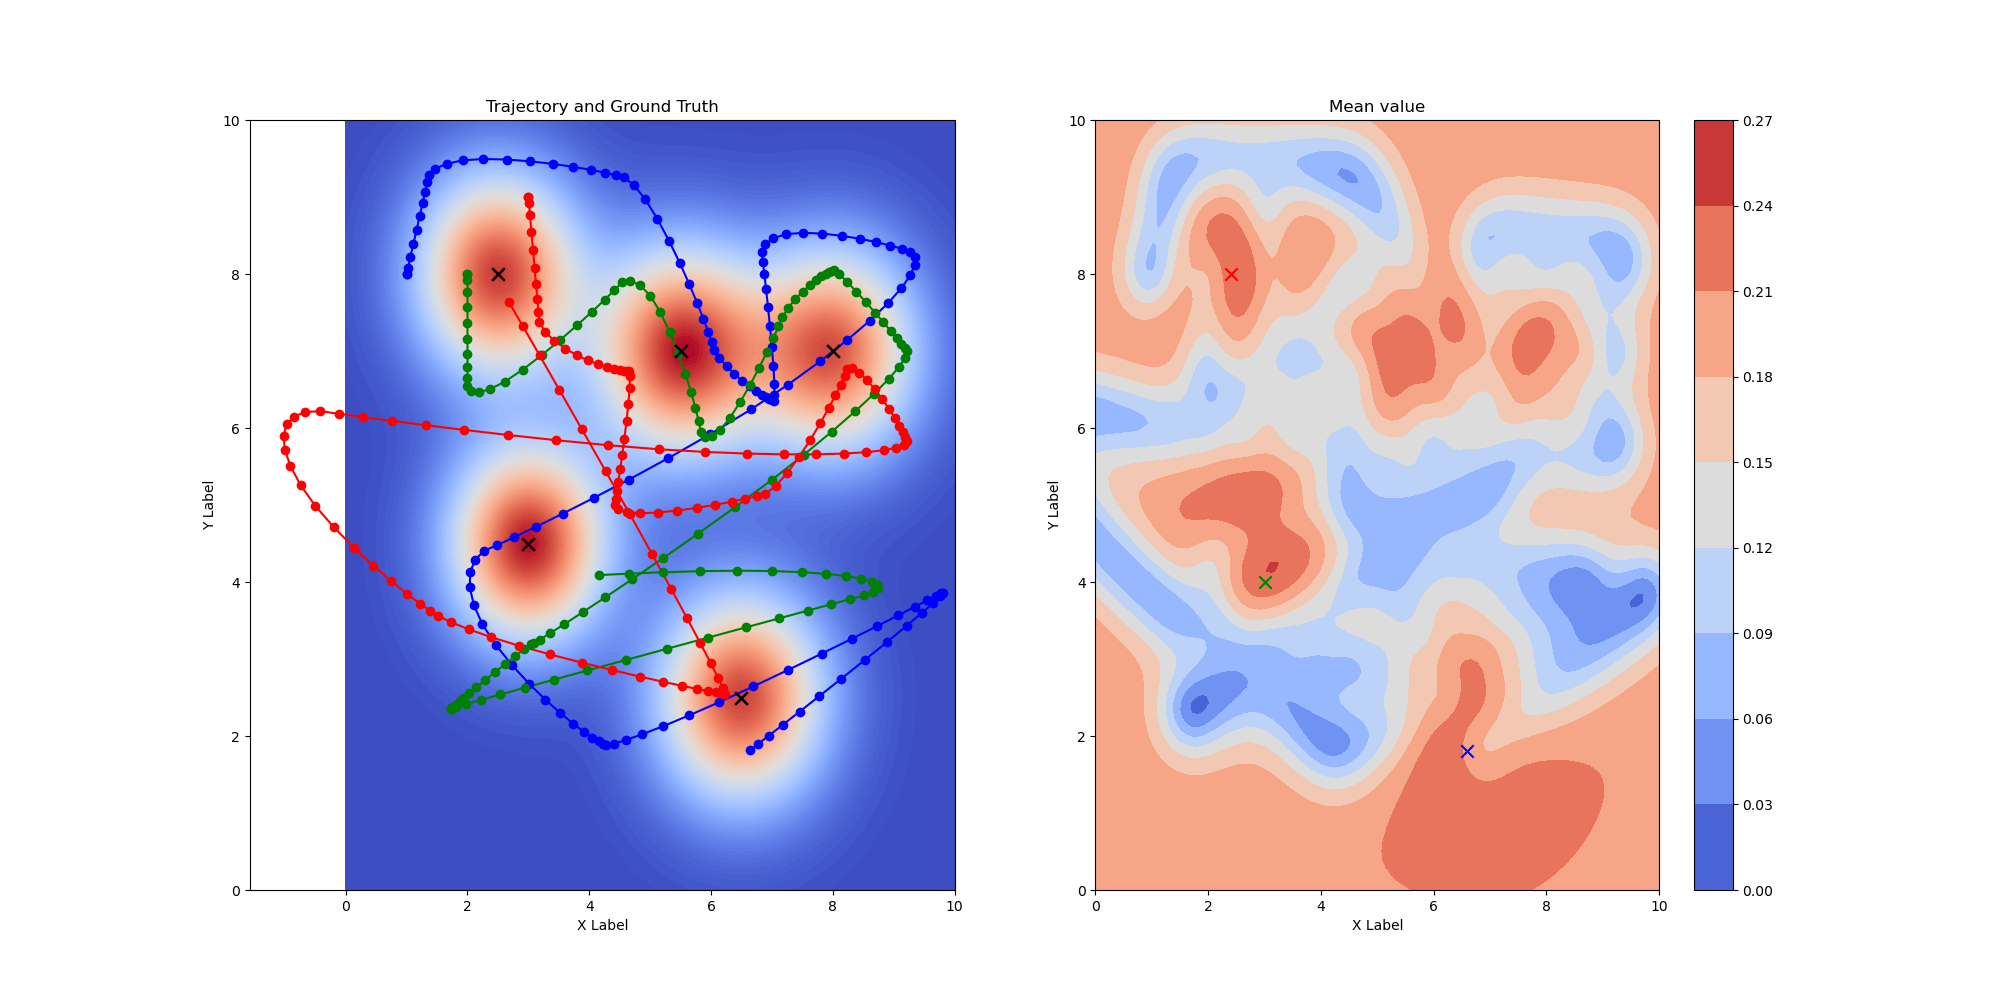 Trajectory and Ground Truth
10
8
6
4
2
0
Y Label
0 2 4 6 8 10
X Label
Mean value
10
8
6
4
2
0
Y Label
0 2 4 6 8 10
X Label
0.27
0.24
0.21
0.18
0.15
0.12
0.09
0.06
0.03
0.00